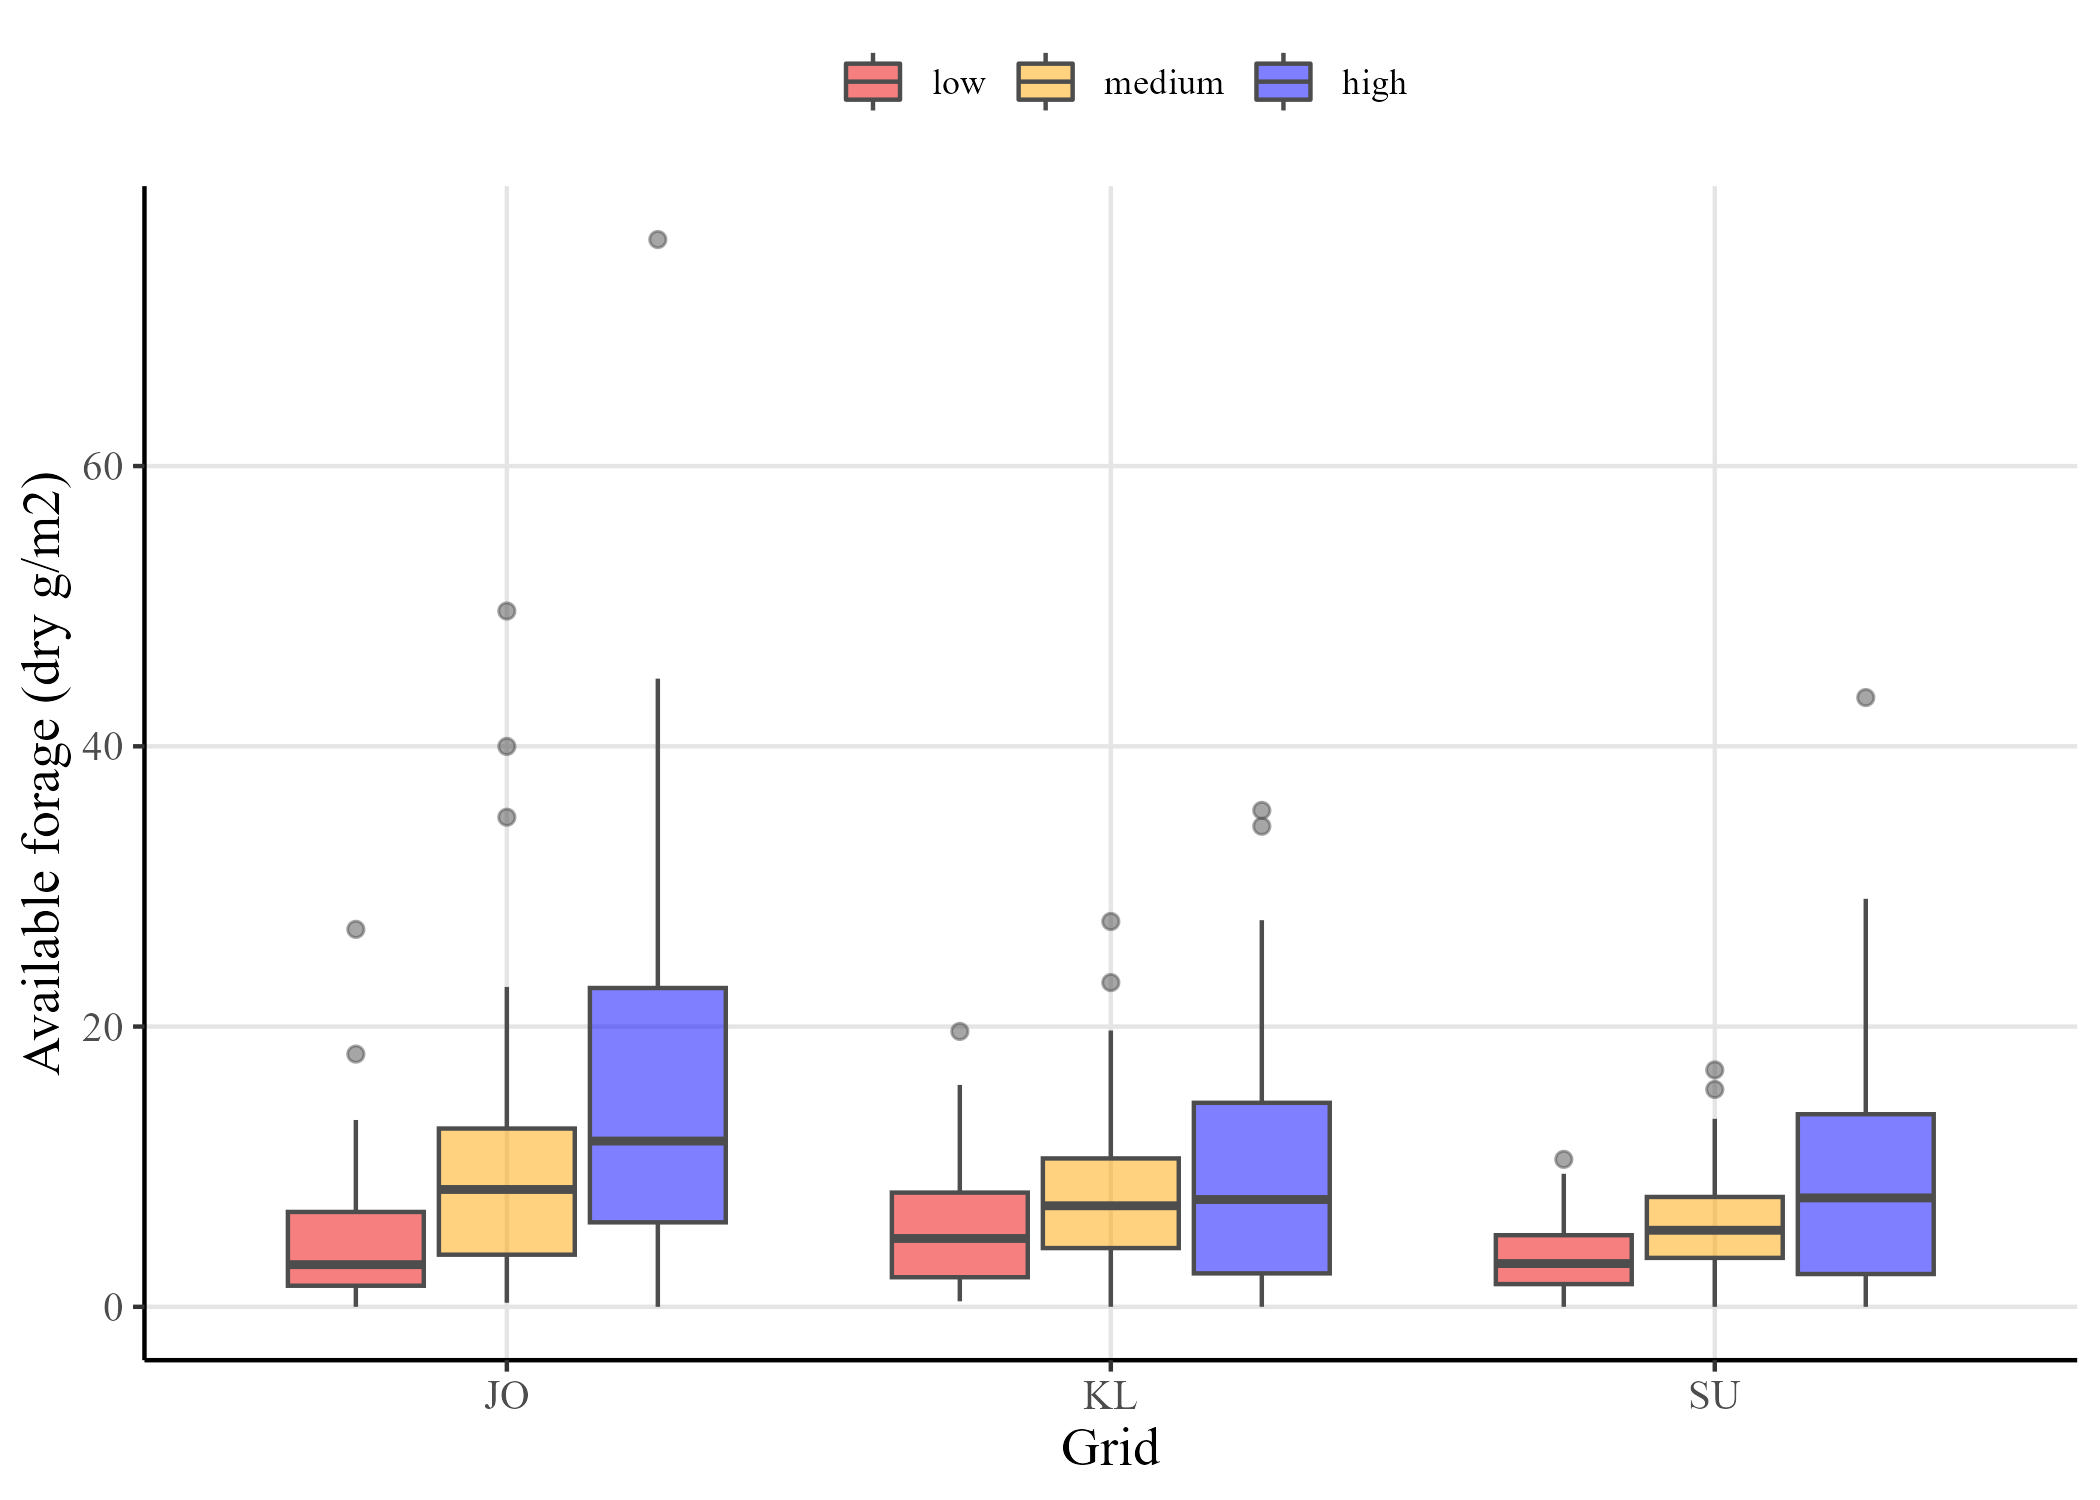 low medium high
Available forage (dry g/m2)
60
40
20
0
JO KL SU
Grid